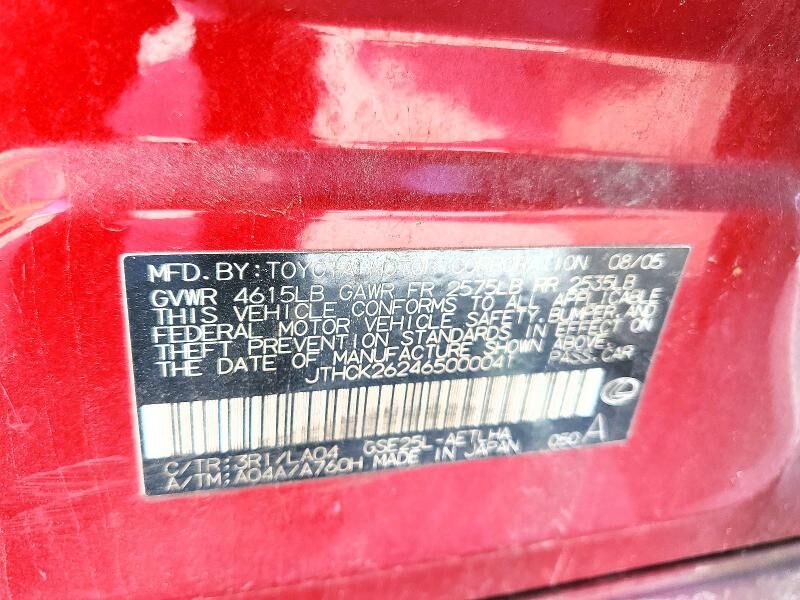 MFD. BY: TOYOTA MOTOR CORPORATION 08/05
GVWR 4615LB GAWR FR 2575LB RR 2535LB
THIS VEHICLE CONFORMS TO ALL APPLICABLE
FEDERAL MOTOR VEHICLE SAFETY, BUMPER, AND
THEFT PREVENTION STANDARDS IN EFFECT ON
THE DATE OF MANUFACTURE SHOWN ABOVE.
JTHCK262465000041 PASS. CAR
C/TR: 3R1/LA04 GSE25L-AETLHA
A/TM: A04A/A760H MADE IN JAPAN 050 A